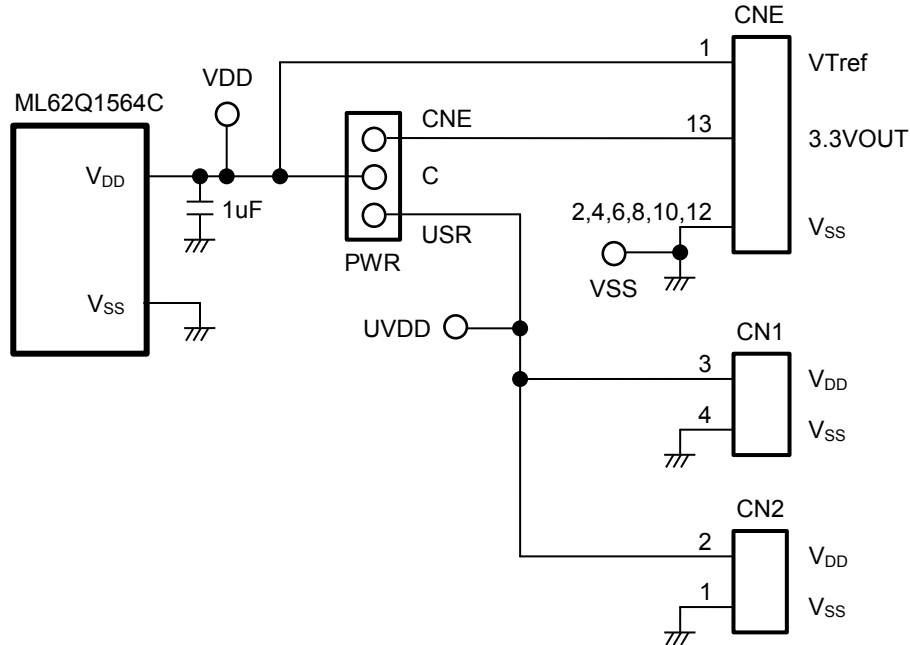 CNE
1
VTref
VDD
ML62Q1564C
CNE
13
3.3VOUT
VDD
C
1uF
2,4,6,8,10,12
VSS
USR
PWR
VSS
VSS
UVDD
CN1
3
VDD
4
VSS
CN2
2
VDD
1
VSS